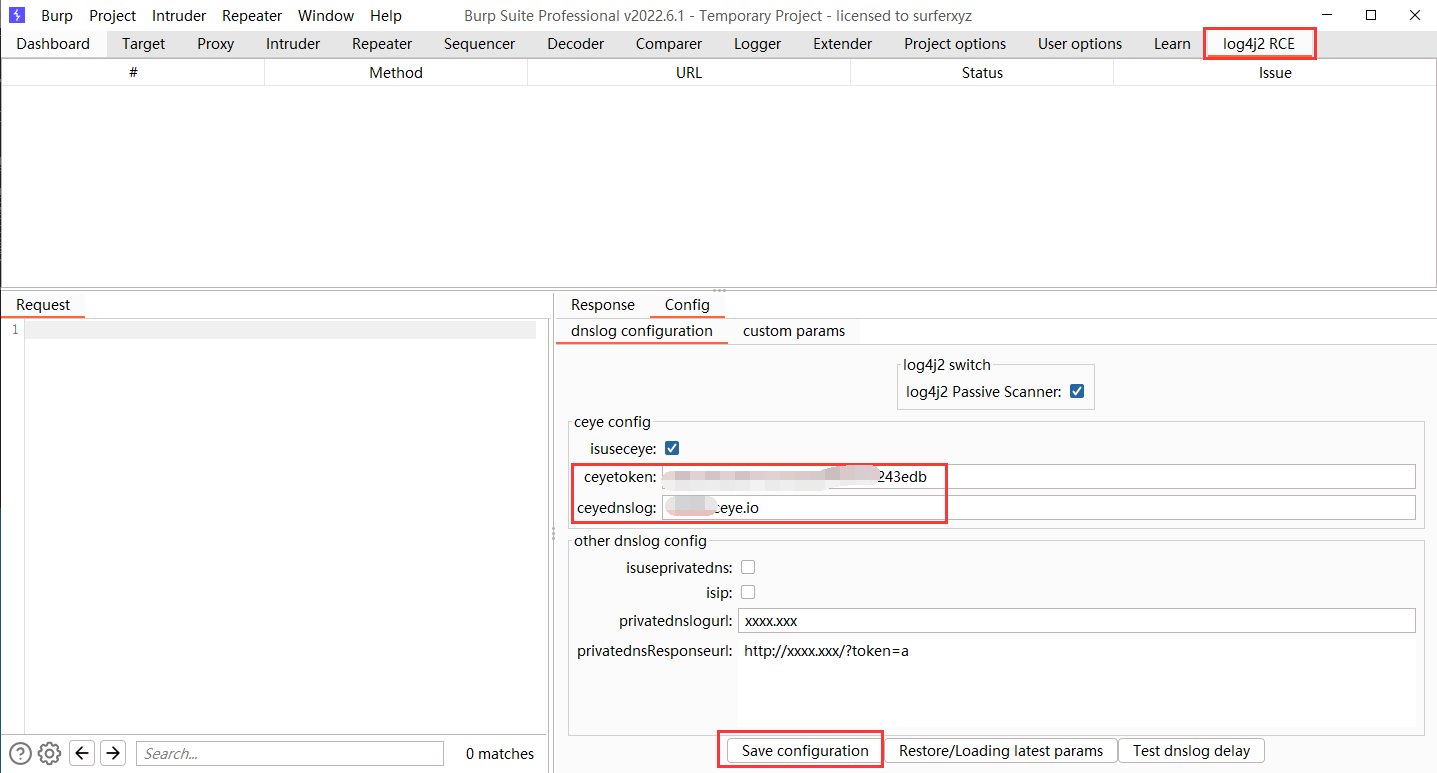 Burp Project Intruder Repeater Window Help Burp Suite Professional v2022.6.1 - Temporary Project - licensed to surferxyz
Dashboard Target Proxy Intruder Repeater Sequencer Decoder Comparer Logger Extender Project options User options Learn log4j2 RCE
# Method URL Status Issue
Request
1
Response Config
dnslog configuration custom params
log4j2 switch
log4j2 Passive Scanner:
ceye config
isuseceye:
ceyetoken: 243edb
ceyednslog: ceye.io
other dnslog config
isuseprivatedns:
isip:
privatednslogurl: xxxx.xxx
privatednsResponseurl: http://xxxx.xxx/?token=a
Search... 0 matches
Save configuration Restore/Loading latest params Test dnslog delay